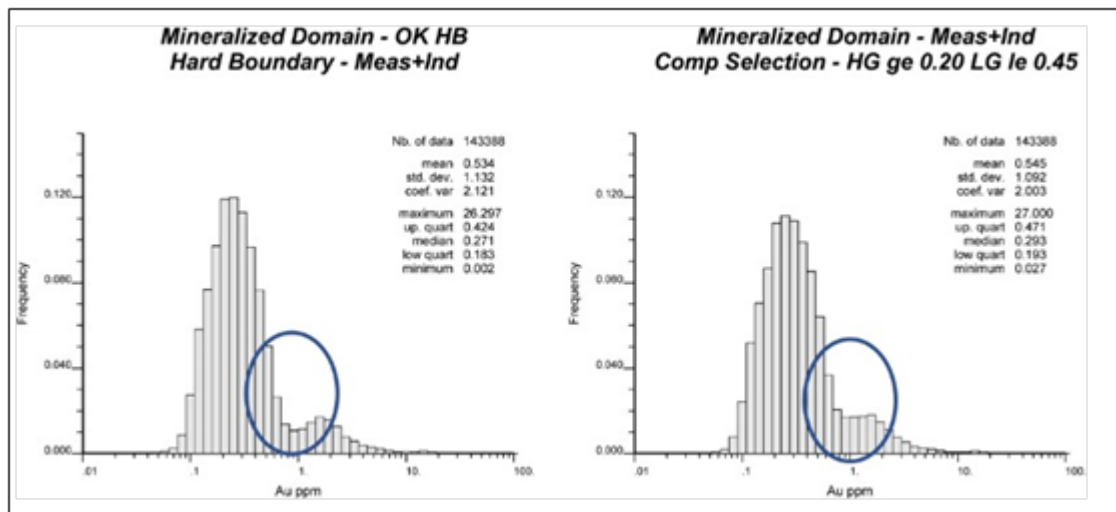 Mineralized Domain - OK HB
Hard Boundary - Meas+Ind
Nb. of data 143388
mean 0.534
std. dev. 1.132
coef. var 2.121
maximum 26.297
up. quart 0.424
median 0.271
low quart 0.183
minimum 0.002
Frequency
0.120
0.080
0.040
0.000
.01
.1
1.
10.
100.
Au ppm
Mineralized Domain - Meas+Ind
Comp Selection - HG ge 0.20 LG le 0.45
Nb. of data 143388
mean 0.545
std. dev. 1.092
coef. var 2.003
maximum 27.000
up. quart 0.471
median 0.293
low quart 0.193
minimum 0.027
Frequency
0.120
0.080
0.040
0.000
.01
.1
1.
10.
100.
Au ppm